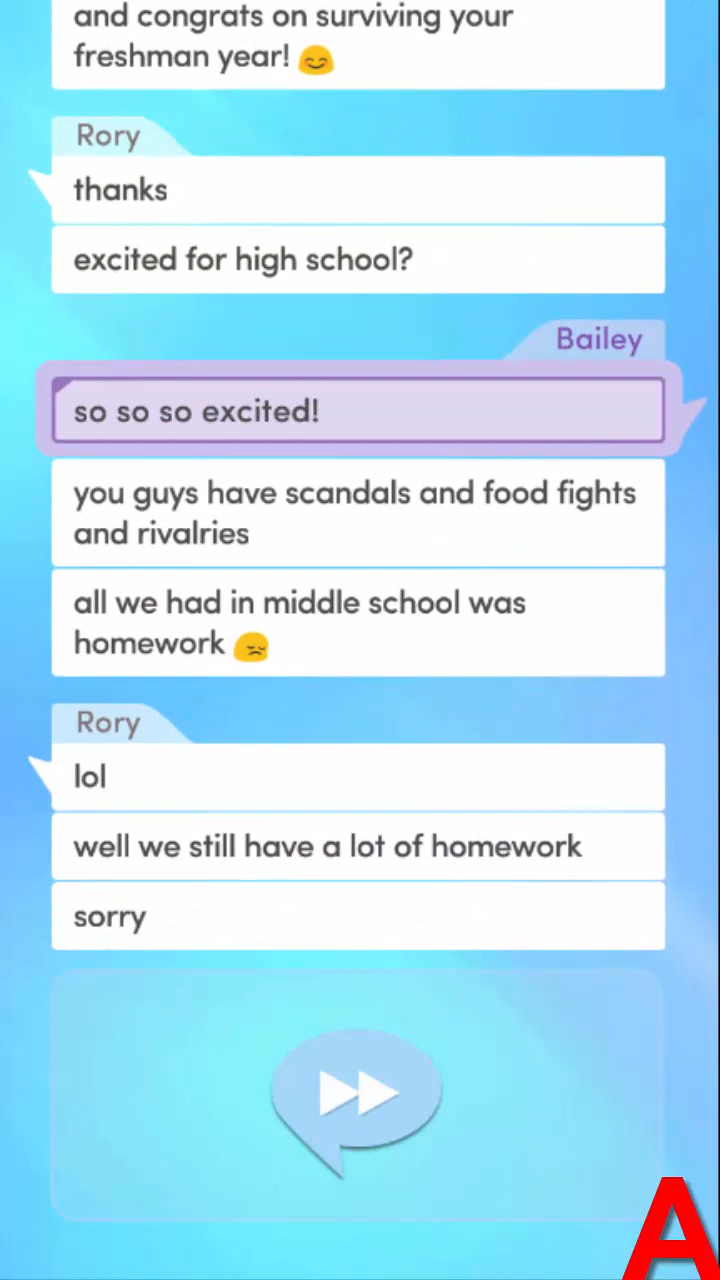 and congrats on surviving your
freshman year! 😊
Rory
thanks
excited for high school?
Bailey
so so so excited!
you guys have scandals and food fights
and rivalries
all we had in middle school was
homework 😞
Rory
lol
well we still have a lot of homework
sorry
A